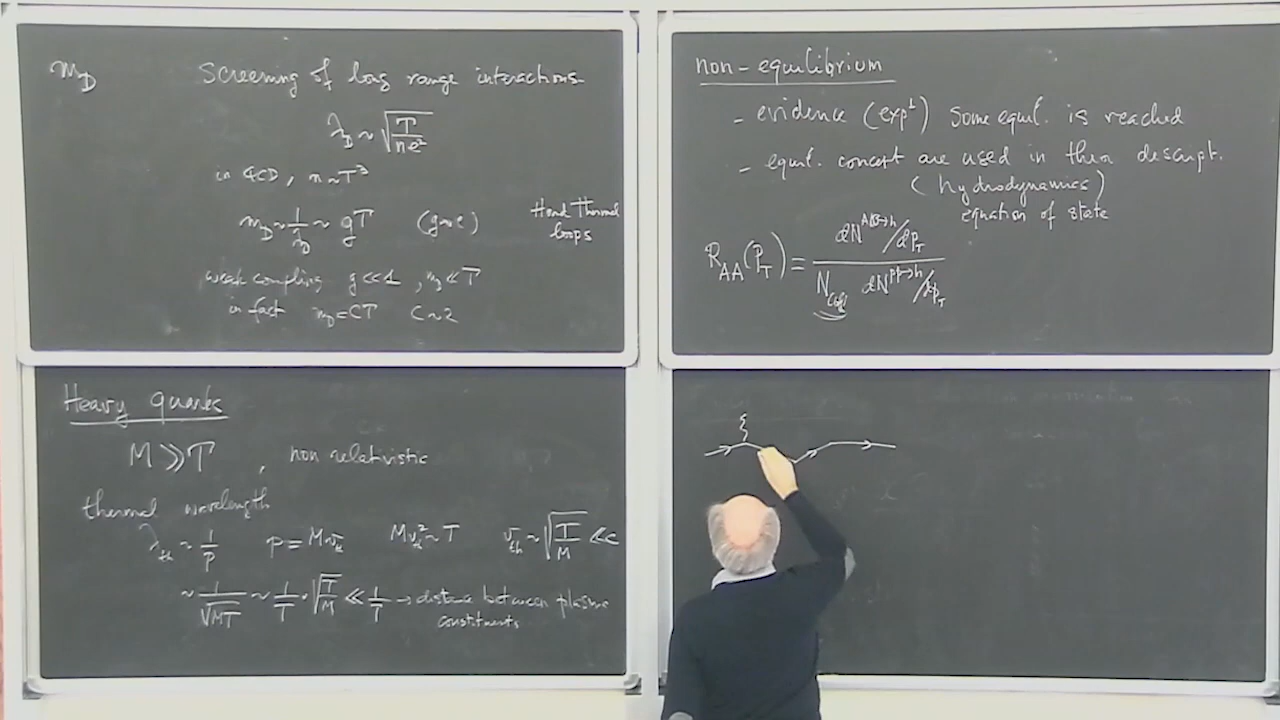 m_D Screening of long range interactions
λ_D ~ √(T/ne²)
in QCD, n ~ T³
m_D ~ 1/λ_D ~ gT (g~e) Hard Thermal
loops
weak coupling g << 1, m_D << T
in fact m_D = CT C ~ 2
Heavy quarks
M >> T , non relativistic
thermal wavelength
λ_th ~ 1/p p = Mv_th Mv_th² ~ T v_th ~ √(T/M) << c
~ 1/√MT ~ 1/T · √(T/M) << 1/T → distance between plasma
constituents
non-equilibrium
- evidence (expt) some equil. is reached
- equil. concept are used in their descript.
(hydrodynamics)
equation of state
R_AA(P_T) = dN^{AB→h}/dp_T / N_coll dN^{pp→h}/dp_T